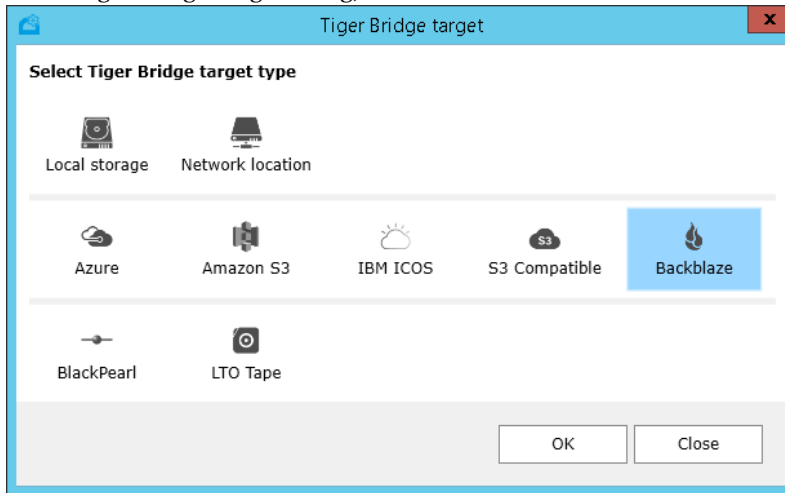 Tiger Bridge target
x
Select Tiger Bridge target type
Local storage Network location
S3
Azure Amazon S3 IBM ICOS S3 Compatible Backblaze
BlackPearl LTO Tape
OK Close